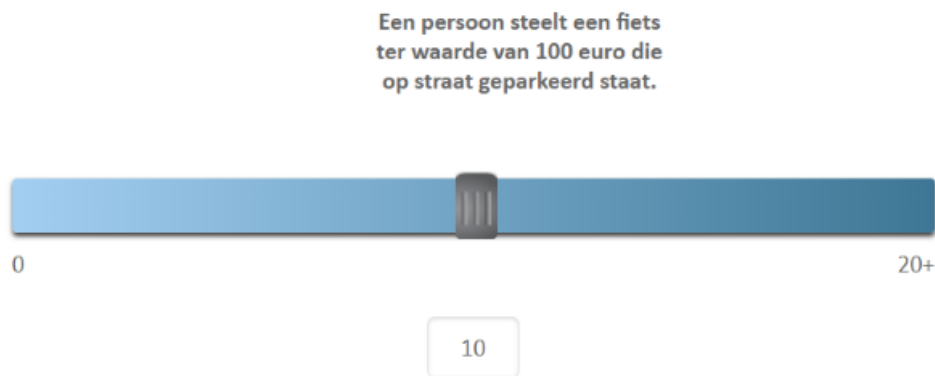 Een persoon steelt een fiets
ter waarde van 100 euro die
op straat geparkeerd staat.
0
20+
10